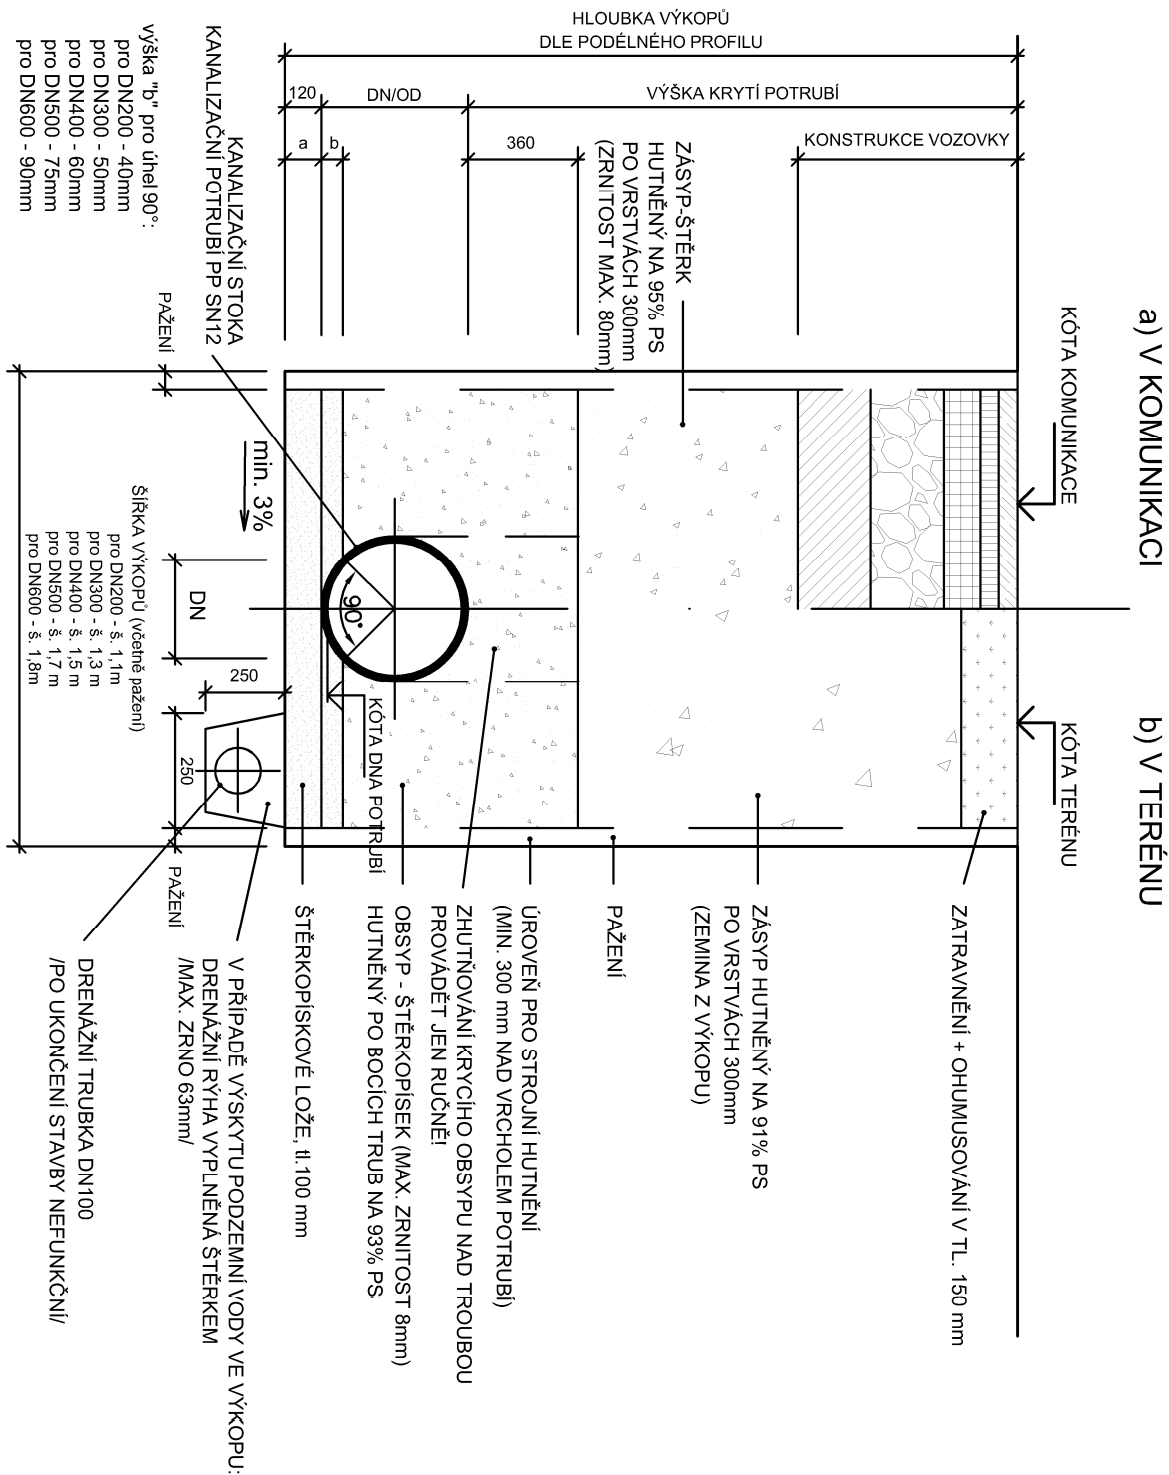 a) V KOMUNIKACI
b) V TERÉNU
HLOUBKA VÝKOPŮ
DLE PODÉLNÉHO PROFILU
120
DN/OD
VÝŠKA KRYTÍ POTRUBÍ
a
b
360
KONSTRUKCE VOZOVKY
KÓTA KOMUNIKACE
KÓTA TERÉNU
ZÁSYP-ŠTĚRK
HUTNĚNÝ NA 95% PS
PO VRSTVÁCH 300mm
(ZRNITOST MAX. 80mm)
KANALIZAČNÍ STOKA
KANALIZAČNÍ POTRUBÍ PP SN12
výška "b" pro úhel 90°:
pro DN200 - 40mm
pro DN300 - 50mm
pro DN400 - 60mm
pro DN500 - 75mm
pro DN600 - 90mm
PAŽENÍ
min. 3%
90°
DN
KÓTA DNA POTRUBÍ
ŠÍŘKA VÝKOPŮ (včetně pažení)
pro DN200 - š. 1,1m
pro DN300 - š. 1,3 m
pro DN400 - š. 1,5 m
pro DN500 - š. 1,7 m
pro DN600 - š. 1,8m
250
250
PAŽENÍ
ZATRAVNĚNÍ + OHUMUSOVÁNÍ V TL. 150 mm
ZÁSYP HUTNĚNÝ NA 91% PS
PO VRSTVÁCH 300mm
(ZEMINA Z VÝKOPU)
PAŽENÍ
ÚROVEŇ PRO STROJNÍ HUTNĚNÍ
(MIN. 300 mm NAD VRCHOLEM POTRUBÍ)
ZHUTŇOVÁNÍ KRYCÍHO OBSYPU NAD TROUBOU
PROVÁDĚT JEN RUČNĚ!
OBSYP - ŠTĚRKOPÍSEK (MAX. ZRNITOST 8mm)
HUTNĚNÝ PO BOCÍCH TRUB NA 93% PS
ŠTĚRKOPÍSKOVÉ LOŽE, tl.100 mm
V PŘÍPADĚ VÝSKYTU PODZEMNÍ VODY VE VÝKOPU:
DRENÁŽNÍ RÝHA VYPLNĚNÁ ŠTĚRKEM
/MAX. ZRNO 63mm/
DRENÁŽNÍ TRUBKA DN100
/PO UKONČENÍ STAVBY NEFUNKČNÍ/